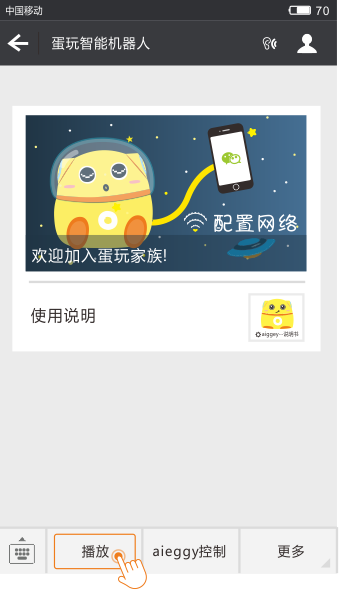 中国移动
70
蛋玩智能机器人
配置网络
欢迎加入蛋玩家族!
使用说明
aiggey--说明书
播放
aieggy控制
更多